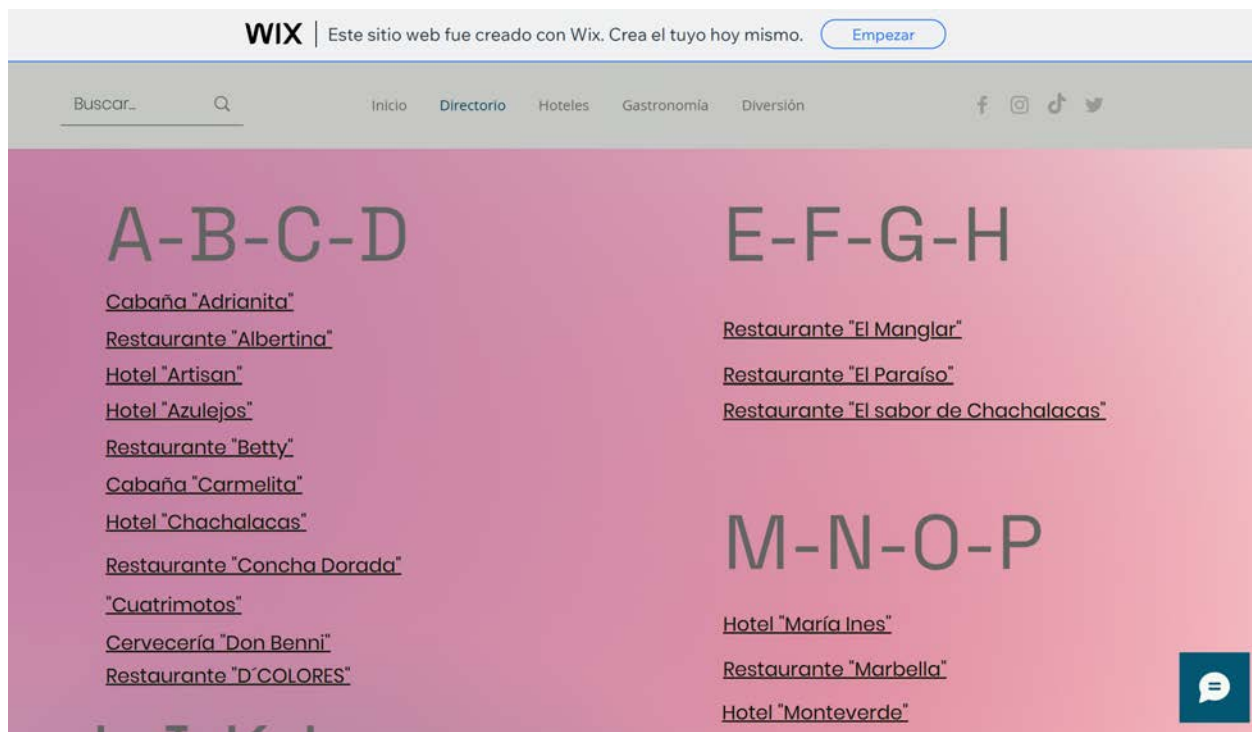 WIX | Este sitio web fue creado con Wix. Crea el tuyo hoy mismo. Empezar
Buscar... Inicio Directorio Hoteles Gastronomía Diversión
A-B-C-D
Cabaña "Adrianita"
Restaurante "Albertina"
Hotel "Artisan"
Hotel "Azulejos"
Restaurante "Betty"
Cabaña "Carmelita"
Hotel "Chachalacas"
Restaurante "Concha Dorada"
"Cuatrimotos"
Cervecería "Don Benni"
Restaurante "D´COLORES"
E-F-G-H
Restaurante "El Manglar"
Restaurante "El Paraíso"
Restaurante "El sabor de Chachalacas"
M-N-O-P
Hotel "María Ines"
Restaurante "Marbella"
Hotel "Monteverde"